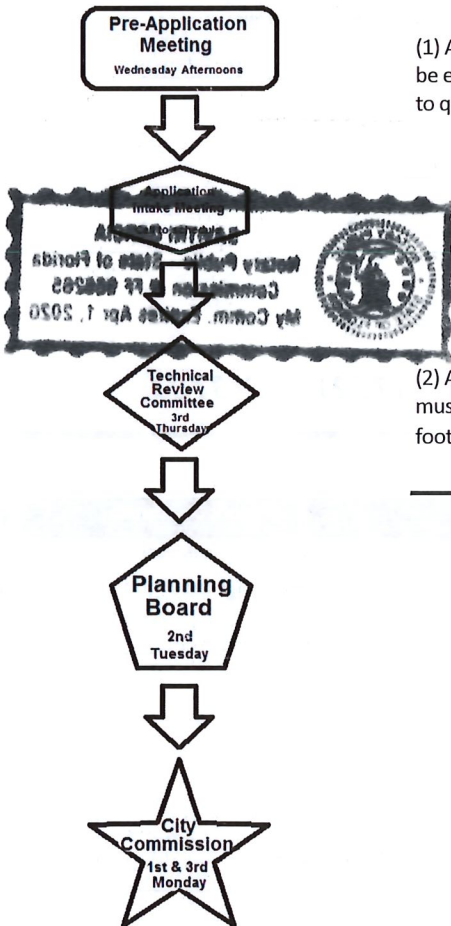 Pre-Application
Meeting
Wednesday Afternoons
(1) A
be e
to q
Application
Intake Meeting
Notary Public - State of Florida
Commission # FF
My Comm. Expires Apr 1, 2020
Technical
Review
Committee
3rd
Thursday
(2) A
mus
foot
Planning
Board
2nd
Tuesday
City
Commission
1st & 3rd
Monday